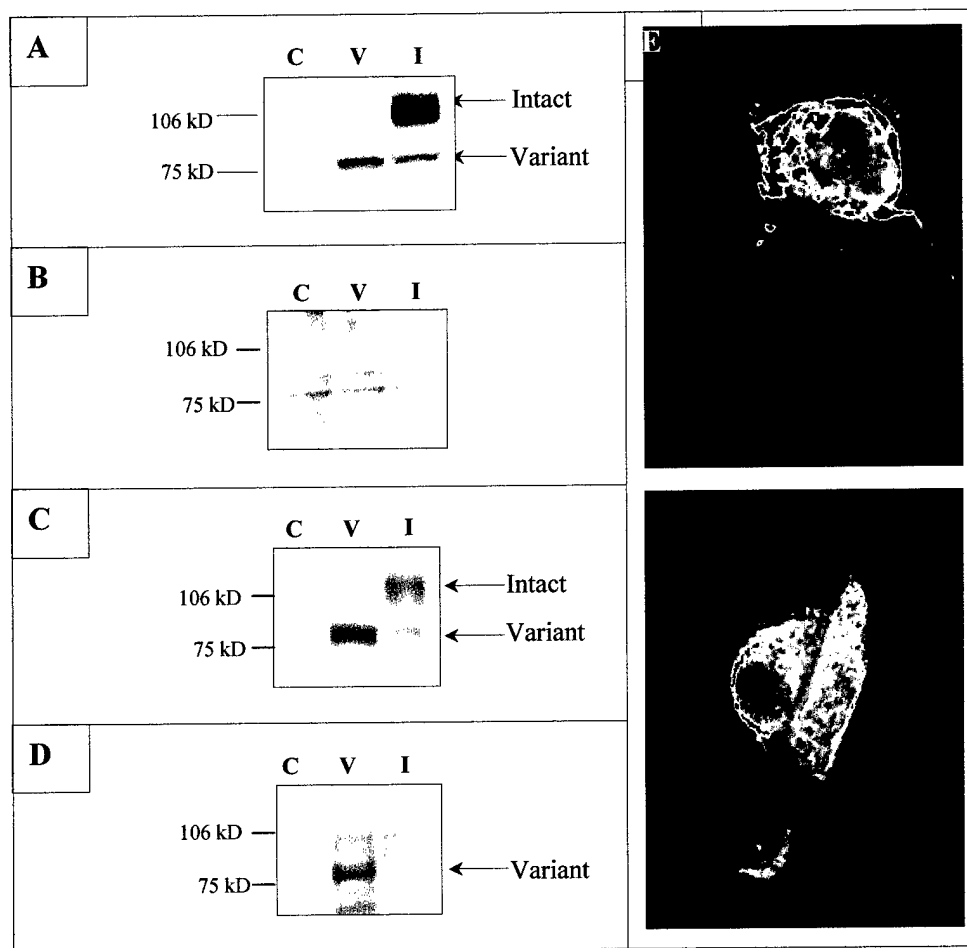 A
C V I
Intact
106 kD
Variant
75 kD
B
C V I
106 kD
75 kD
C
C V I
Intact
106 kD
Variant
75 kD
D
C V I
106 kD
Variant
75 kD
E